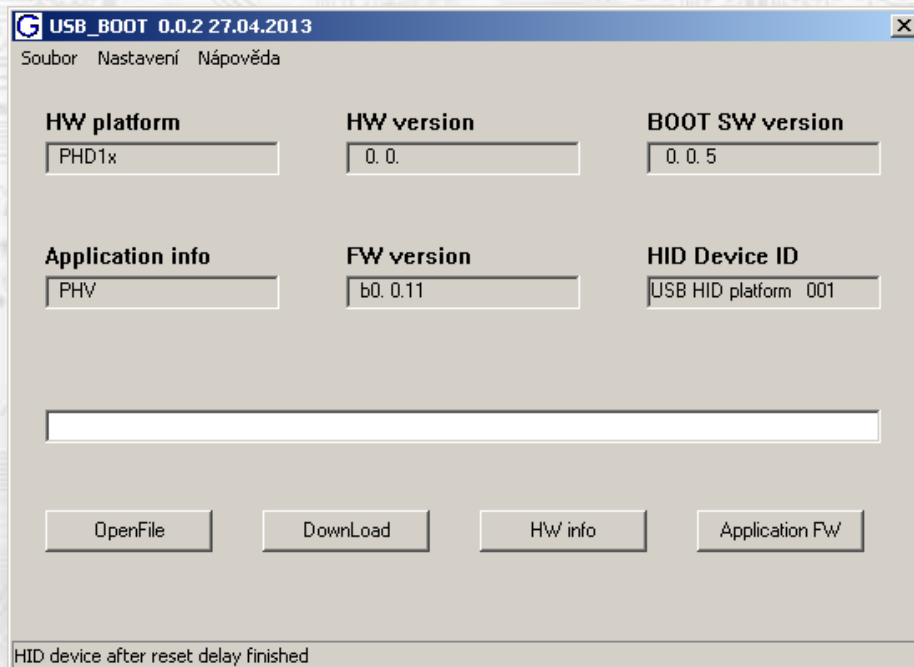 G USB_BOOT 0.0.2 27.04.2013
Soubor Nastavení Nápověda
HW platform HW version BOOT SW version
PHD1x 0. 0. 0. 0. 5
Application info FW version HID Device ID
PHV b0. 0.11 USB HID platform 001
OpenFile DownLoad HW info Application FW
HID device after reset delay finished